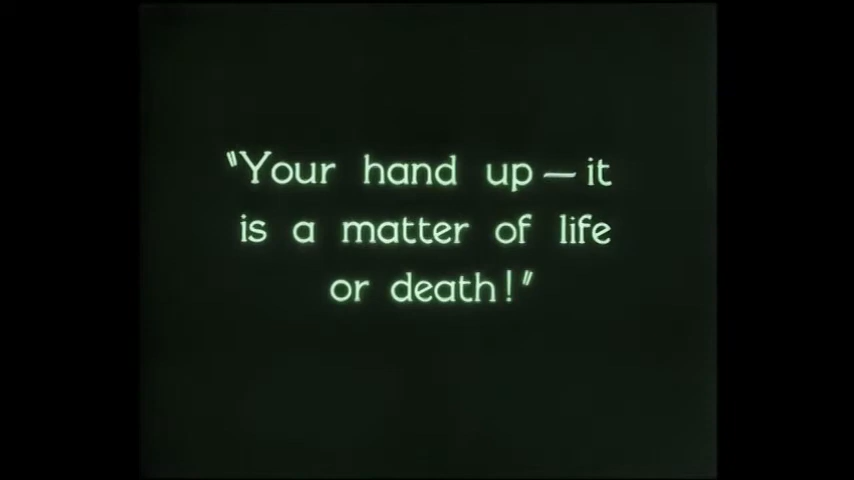 "Your hand up — it
is a matter of life
or death!"